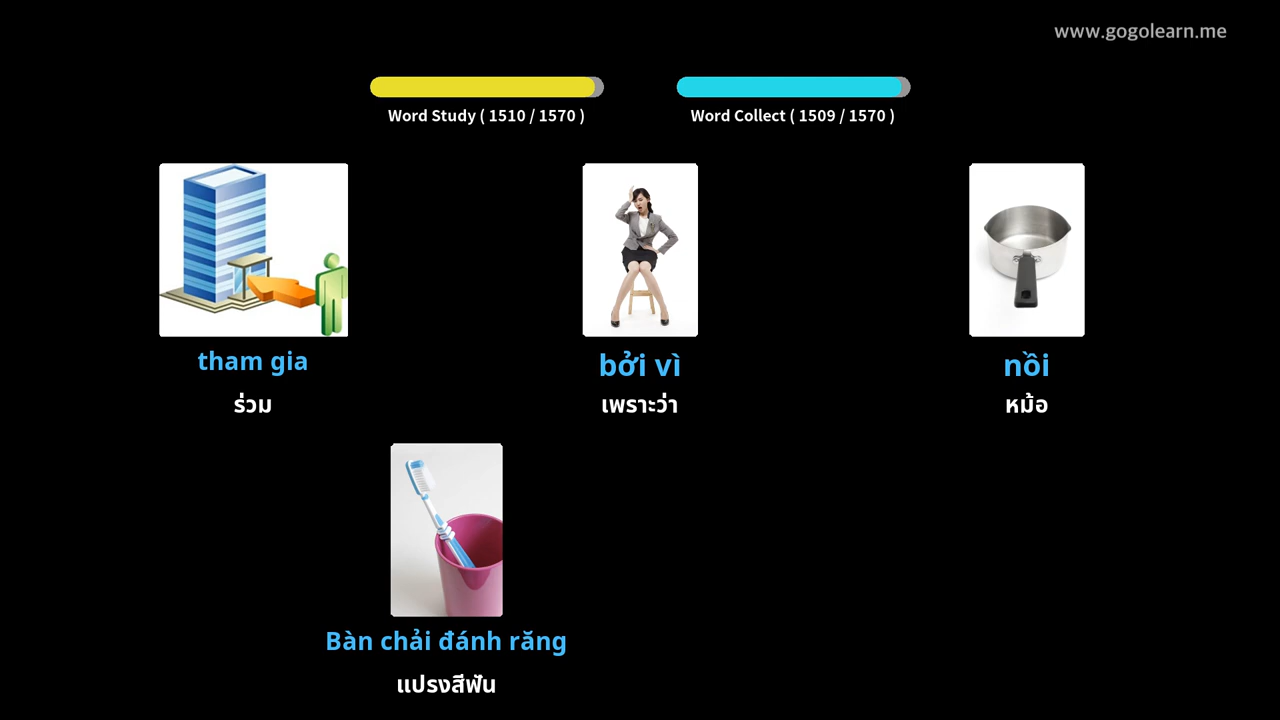 www.gogolearn.me
Word Study ( 1510 / 1570 )
Word Collect ( 1509 / 1570 )
tham gia
ร่วม
bởi vì
เพราะว่า
nồi
หม้อ
Bàn chải đánh răng
แปรงสีฟัน